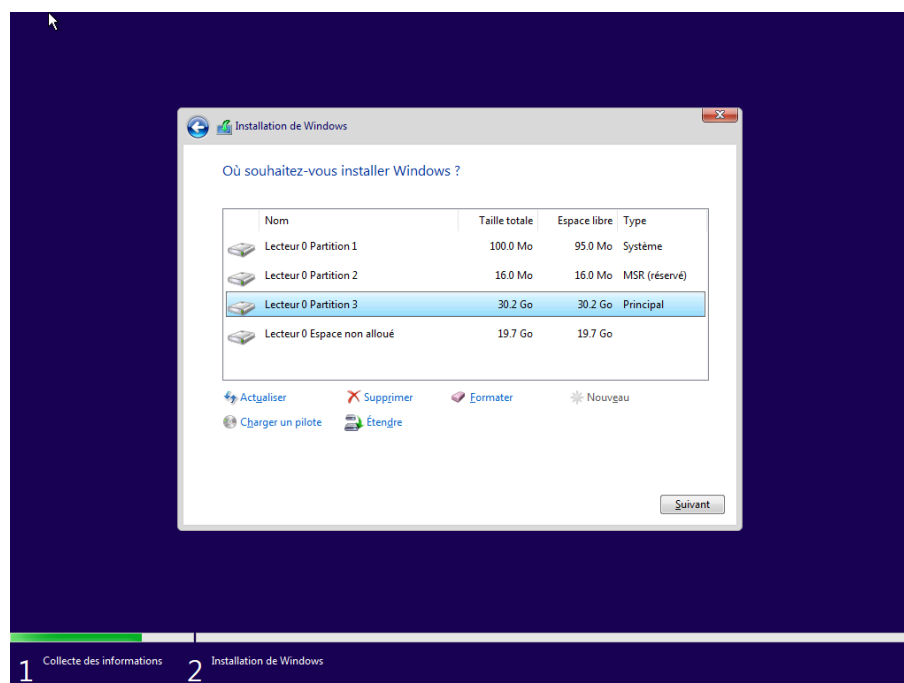 Installation de Windows
Où souhaitez-vous installer Windows ?
Nom Taille totale Espace libre Type
Lecteur 0 Partition 1 100.0 Mo 95.0 Mo Système
Lecteur 0 Partition 2 16.0 Mo 16.0 Mo MSR (réservé)
Lecteur 0 Partition 3 30.2 Go 30.2 Go Principal
Lecteur 0 Espace non alloué 19.7 Go 19.7 Go
Actualiser Supprimer Formater Nouveau
Charger un pilote Étendre
Suivant
1 Collecte des informations 2 Installation de Windows